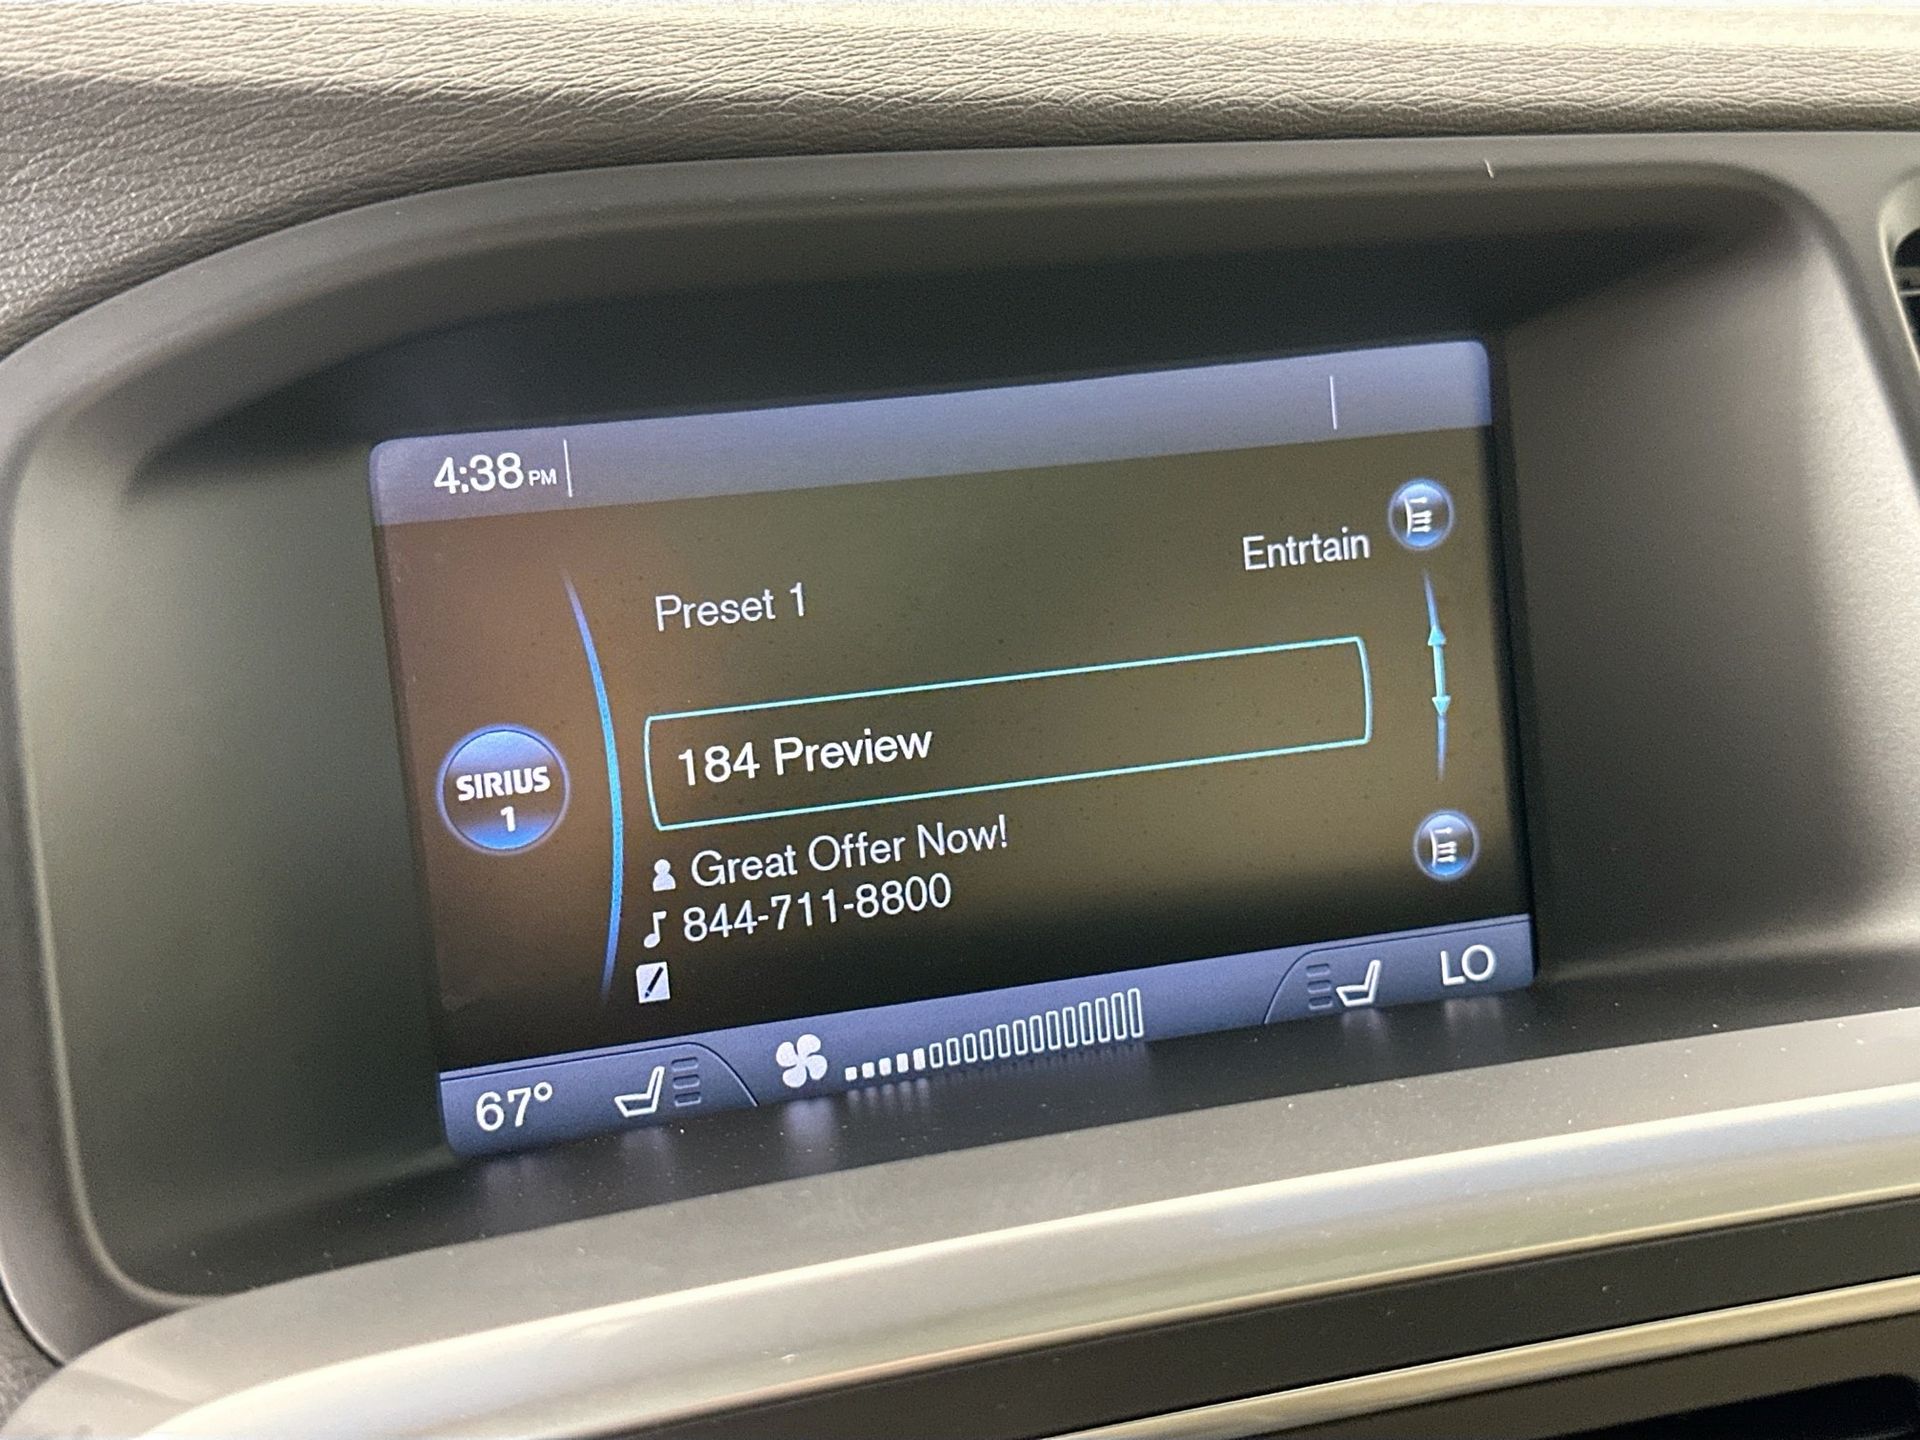 4:38 PM
Entrtain
Preset 1
SIRIUS
1
184 Preview
Great Offer Now!
844-711-8800
67°
LO